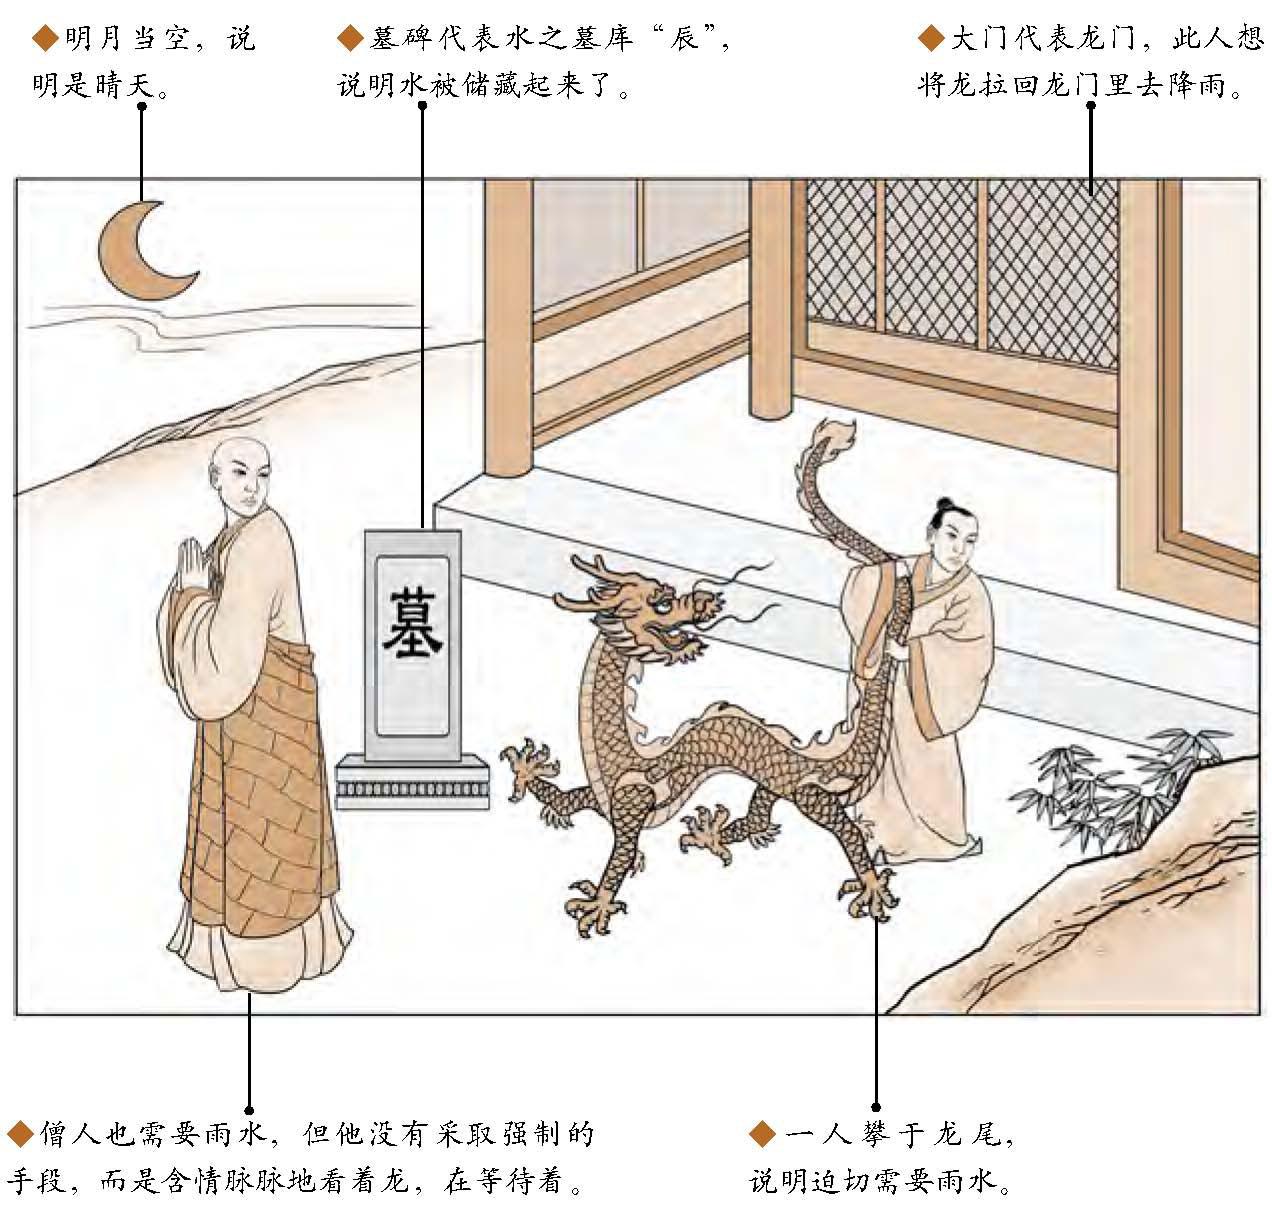 ◆明月当空，说
明是晴天。
◆墓碑代表水之墓库“辰”，
说明水被储藏起来了。
◆大门代表龙门，此人想
将龙拉回龙门里去降雨。
墓
◆僧人也需要雨水，但他没有采取强制的
手段，而是含情脉脉地看着龙，在等待着。
◆一人攀于龙尾，
说明迫切需要雨水。